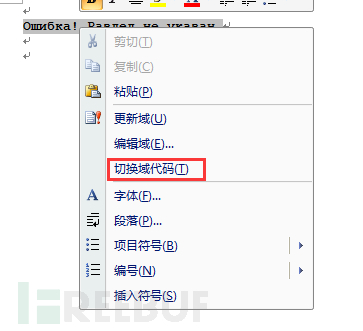 Ошибка! Раздел не указан.
剪切(T)
复制(C)
粘贴(P)
更新域(U)
编辑域(E)...
切换域代码(T)
字体(F)...
段落(P)...
项目符号(B)
编号(N)
插入符号(S)
FREEBUF